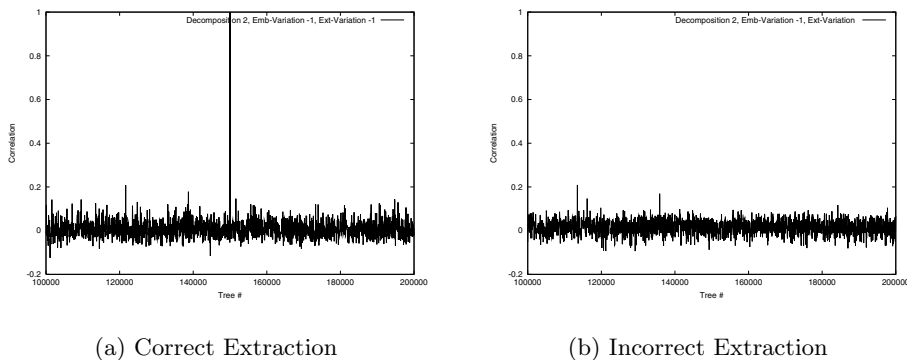 Decomposition 2, Emb-Variation -1, Ext-Variation -1
1
0.8
0.6
0.4
0.2
0
-0.2
Correlation
100000 120000 140000 160000 180000 200000
Tree #
(a) Correct Extraction
Decomposition 2, Emb-Variation -1, Ext-Variation
1
0.8
0.6
0.4
0.2
0
-0.2
Correlation
100000 120000 140000 160000 180000 200000
Tree #
(b) Incorrect Extraction